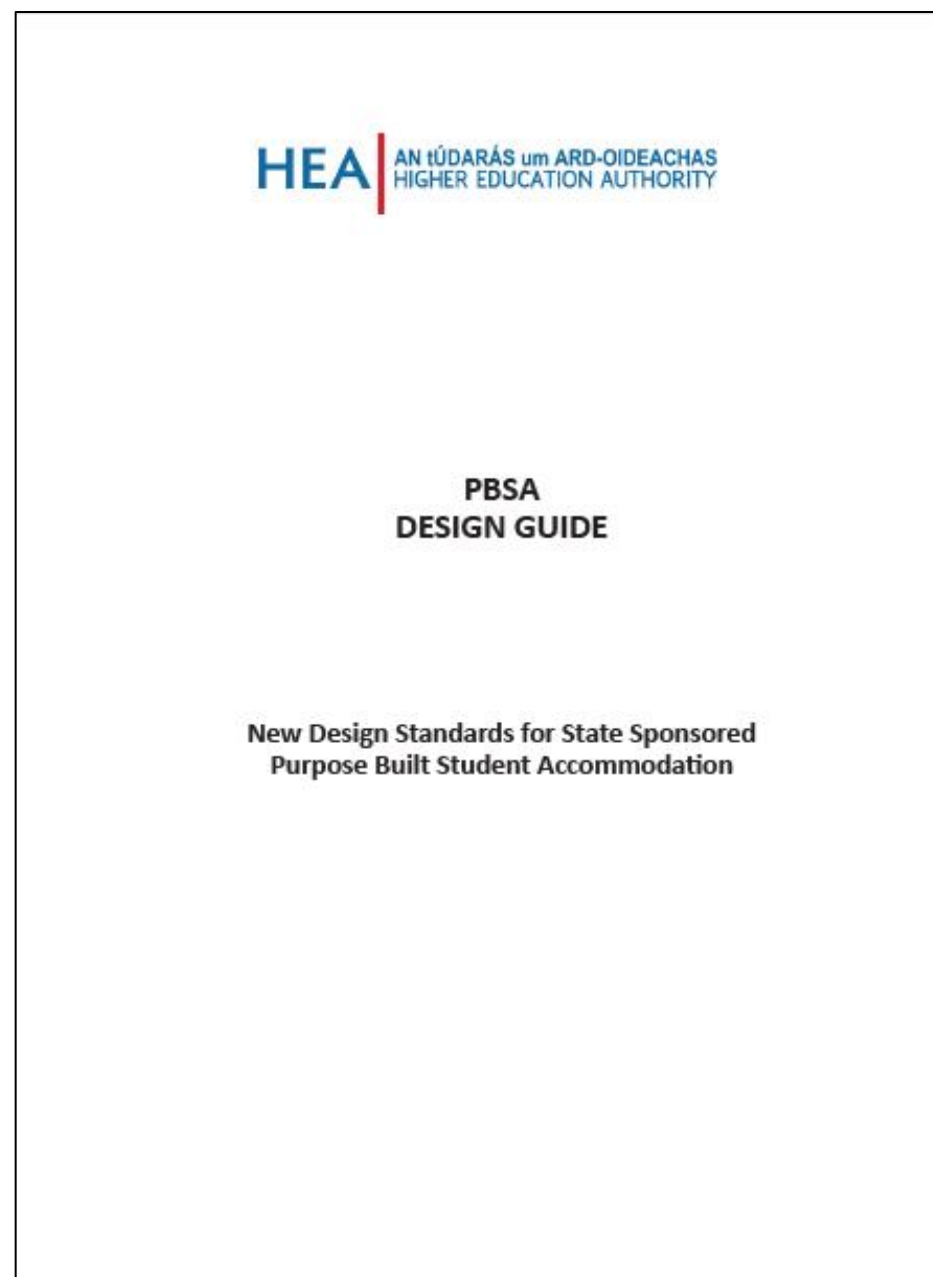 HEA
AN tÚDARÁS um ARD-OIDEACHAS
HIGHER EDUCATION AUTHORITY
PBSA
DESIGN GUIDE
New Design Standards for State Sponsored
Purpose Built Student Accommodation